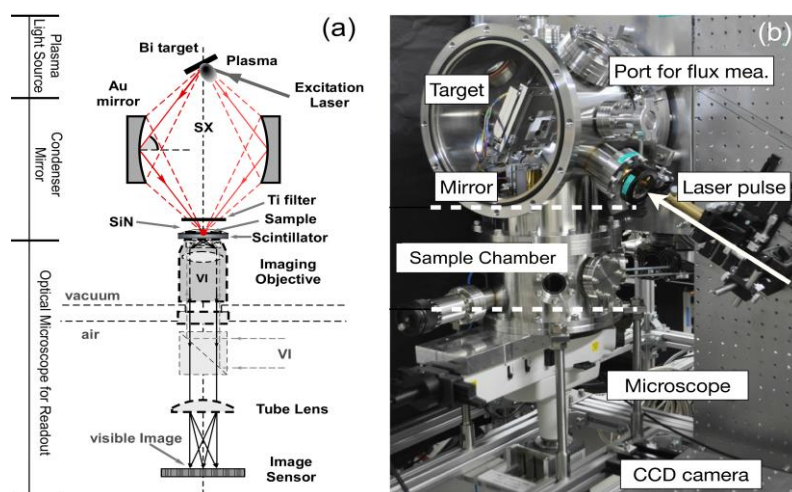 (a)
Plasma
Light Source
Condenser
Mirror
Optical Microscope for Readout
Bi target
Plasma
Excitation
Laser
Au
mirror
SX
Ti filter
SiN
Sample
Scintillator
VI
Imaging
Objective
vacuum
air
VI
Tube Lens
visible Image
Image
Sensor
(b)
Port for flux mea.
Target
Mirror
Laser pulse
Sample Chamber
Microscope
CCD camera